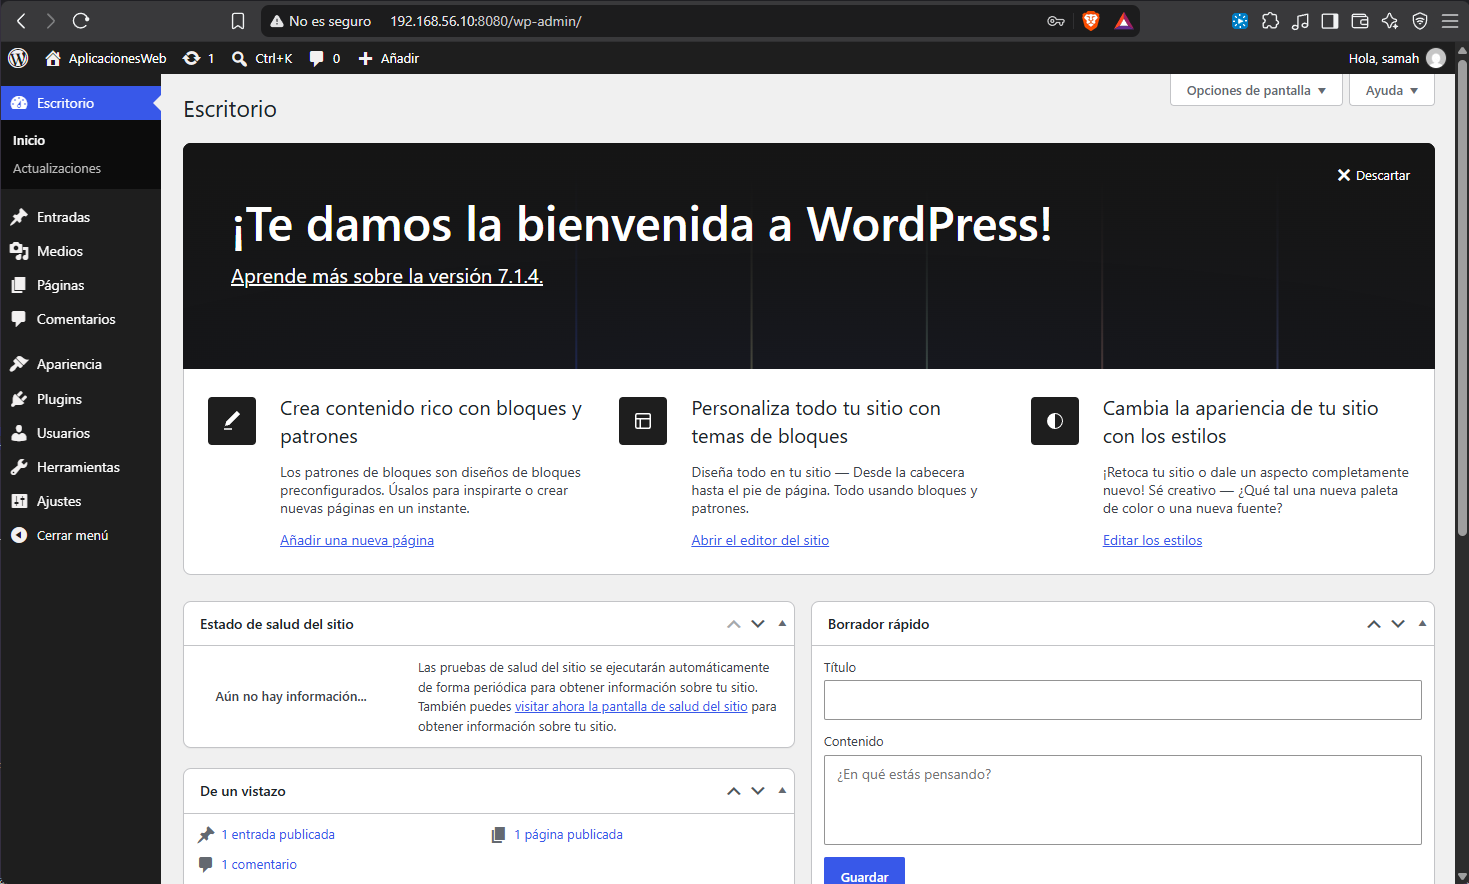 No es seguro 192.168.56.10:8080/wp-admin/
AplicacionesWeb 1 Ctrl+K 0 Añadir Hola, samah
Escritorio
Inicio
Actualizaciones
Entradas
Medios
Páginas
Comentarios
Apariencia
Plugins
Usuarios
Herramientas
Ajustes
Cerrar menú
Opciones de pantalla Ayuda
Escritorio
Descartar
¡Te damos la bienvenida a WordPress!
Aprende más sobre la versión 7.1.4.
Crea contenido rico con bloques y
patrones
Los patrones de bloques son diseños de bloques
preconfigurados. Úsalos para inspirarte o crear
nuevas páginas en un instante.
Añadir una nueva página
Personaliza todo tu sitio con
temas de bloques
Diseña todo en tu sitio — Desde la cabecera
hasta el pie de página. Todo usando bloques y
patrones.
Abrir el editor del sitio
Cambia la apariencia de tu sitio
con los estilos
¡Retoca tu sitio o dale un aspecto completamente
nuevo! Sé creativo — ¿Qué tal una nueva paleta
de color o una nueva fuente?
Editar los estilos
Estado de salud del sitio
Aún no hay información...
Las pruebas de salud del sitio se ejecutarán automáticamente
de forma periódica para obtener información sobre tu sitio.
También puedes visitar ahora la pantalla de salud del sitio para
obtener información sobre tu sitio.
De un vistazo
1 entrada publicada
1 página publicada
1 comentario
Borrador rápido
Título
Contenido
¿En qué estás pensando?
Guardar